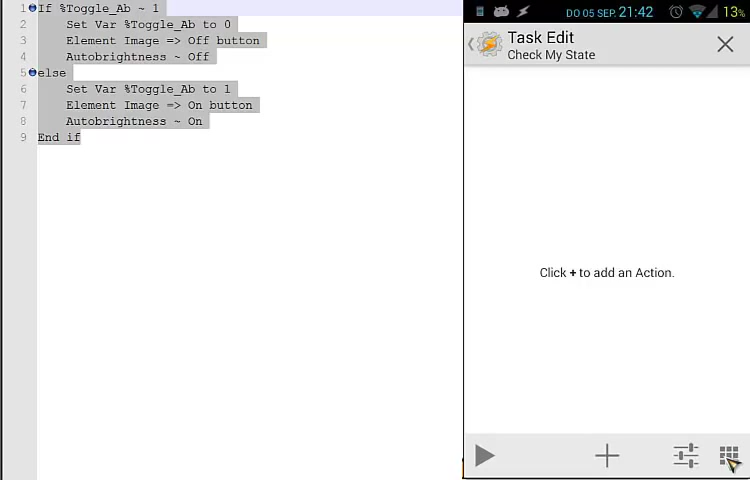 1 If %Toggle_Ab ~ 1
2 Set Var %Toggle_Ab to 0
3 Element Image => Off button
4 Autobrightness ~ Off
5 else
6 Set Var %Toggle_Ab to 1
7 Element Image => On button
8 Autobrightness ~ On
9 End if
DO 05 SEP. 21:42 13%
Task Edit
Check My State
Click + to add an Action.